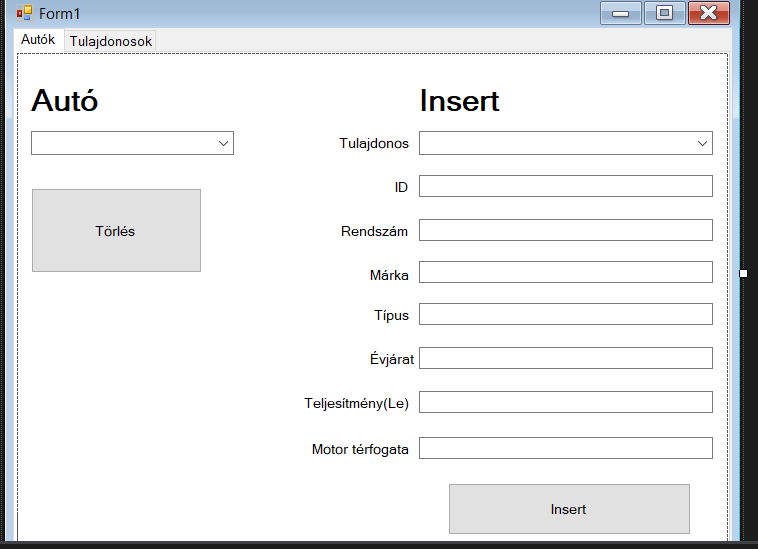 Form1
Autók
Tulajdonosok
Autó
Insert
Tulajdonos
ID
Törlés
Rendszám
Márka
Típus
Évjárat
Teljesítmény(Le)
Motor térfogata
Insert